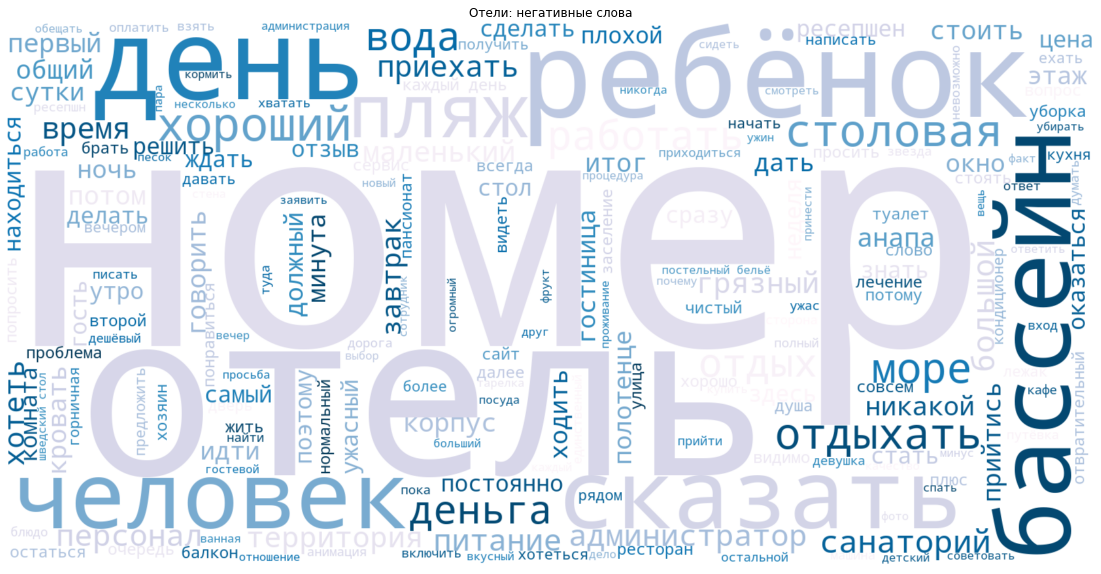 Отели: негативные слова
обещать
оплатить
взять
администрация
вода
сделать
плохой
ресепшен
написать
стоить
цена
первый
день
получить
ребёнок
ехать
общий
кормить
приехать
каждый день
никогда
смотреть
невозможно
этаж
вопрос
сутки
ресепшн
пара
несколько
хватать
пляж
уборка
время
хороший
работать
начать
столовая
убирать
находиться
работа
брать
песок
решить
отзыв
маленький
ужин
ждать
сервис
всегда
итог
приходиться
дать
просить
звезда
окно
факт
кухня
ночь
давать
новый
стол
процедура
стоять
ответ
думать
потом
номер
заявить
пансионат
видеть
заселение
сразу
неделя
принести
туалет
вещь
делать
вечером
говорить
должный
минута
завтрак
гостиница
анапа
слово
ответить
оказаться
бассейн
попросить
гость
туда
постельный бельё
знать
большой
кондиционер
писать
почему
грязный
лечение
утро
сотрудник
огромный
фрукт
проживание
чистый
ужас
потому
второй
вечер
друг
вход
дешёвый
понравиться
дорога
полный
проблема
выбор
сайт
отдых
отель
просьба
далее
полотенце
улица
хорошо
здесь
море
лежак
хотеть
комната
шведский стол
горничная
кровать
предложить
хозяин
самый
поэтому
нормальный
ужасный
более
тарелка
посуда
ходить
душа
совсем
кафе
никакой
путёвка
отвратительный
жить
найти
корпус
больший
прийти
отдыхать
прийтись
идти
гостевой
видимо
девушка
стать
минус
человек
пока
постоянно
рядом
сказать
плюс
спать
деньга
фото
блюдо
персонал
ванная
территория
питание
администратор
санаторий
остаться
очередь
балкон
отношение
анимация
включить
вкусный
хотеться
дело
ресторан
остальной
детский
советовать